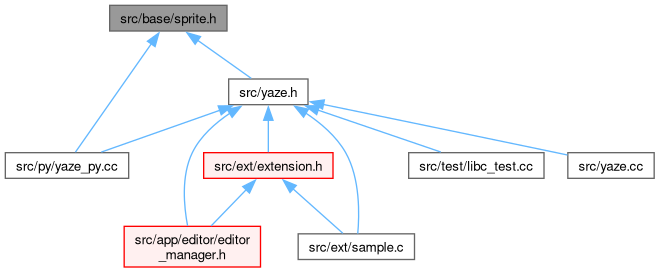 src/base/sprite.h
src/yaze.h
src/py/yaze_py.cc
src/ext/extension.h
src/test/libc_test.cc
src/yaze.cc
src/app/editor/editor
_manager.h
src/ext/sample.c